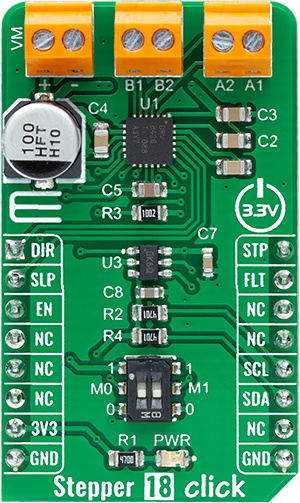 VM
+ - B1 B2 A2 A1
U1
C4
100
HFT
H10
C3
C2
C5
R3 1002
3.3V
C7
U3
C8
R2 4701
R4 4701
DIR STP
SLP FLT
EN NC
NC NC
NC SCL
NC SDA
3V3 NC
GND GND
1 1
M0 M1
0 0
R1 PWR
4700
Stepper 18 click